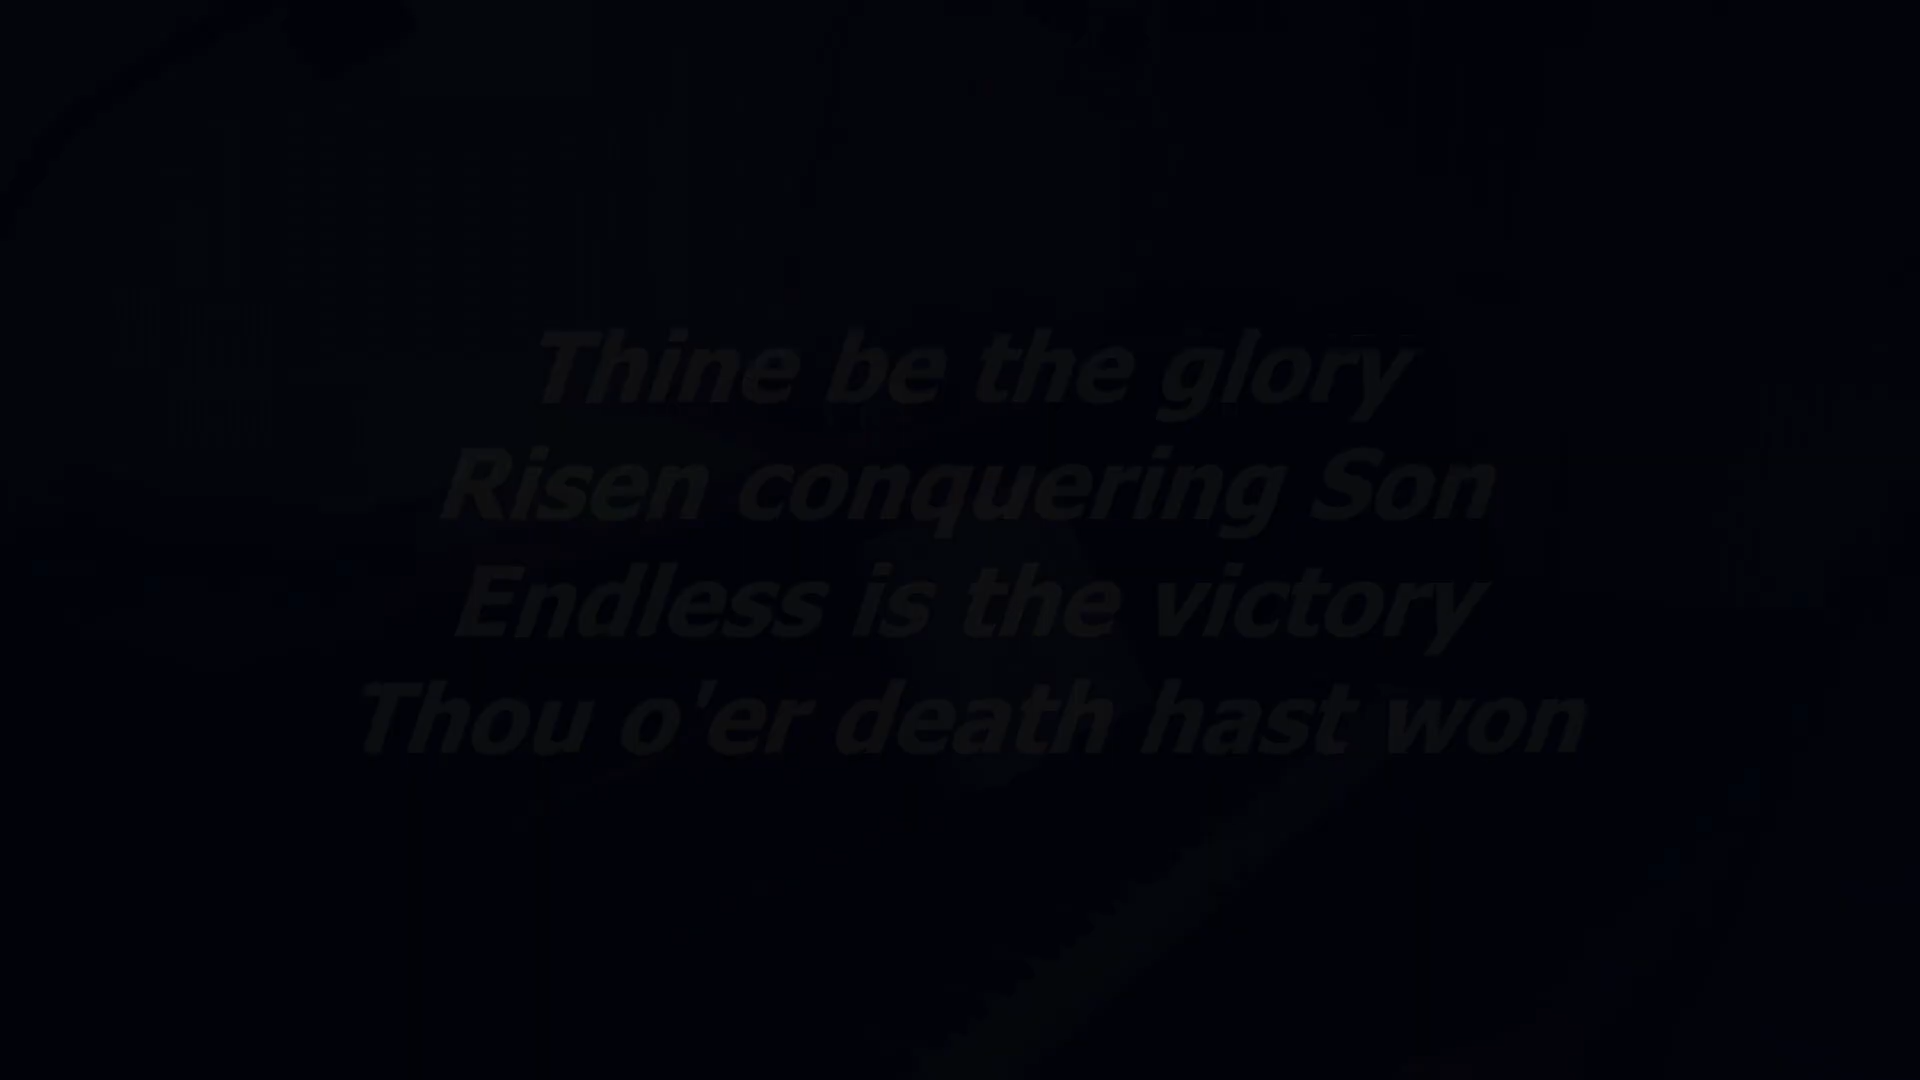 Thine be the glory
Risen conquering Son
Endless is the victory
Thou o'er death hast won